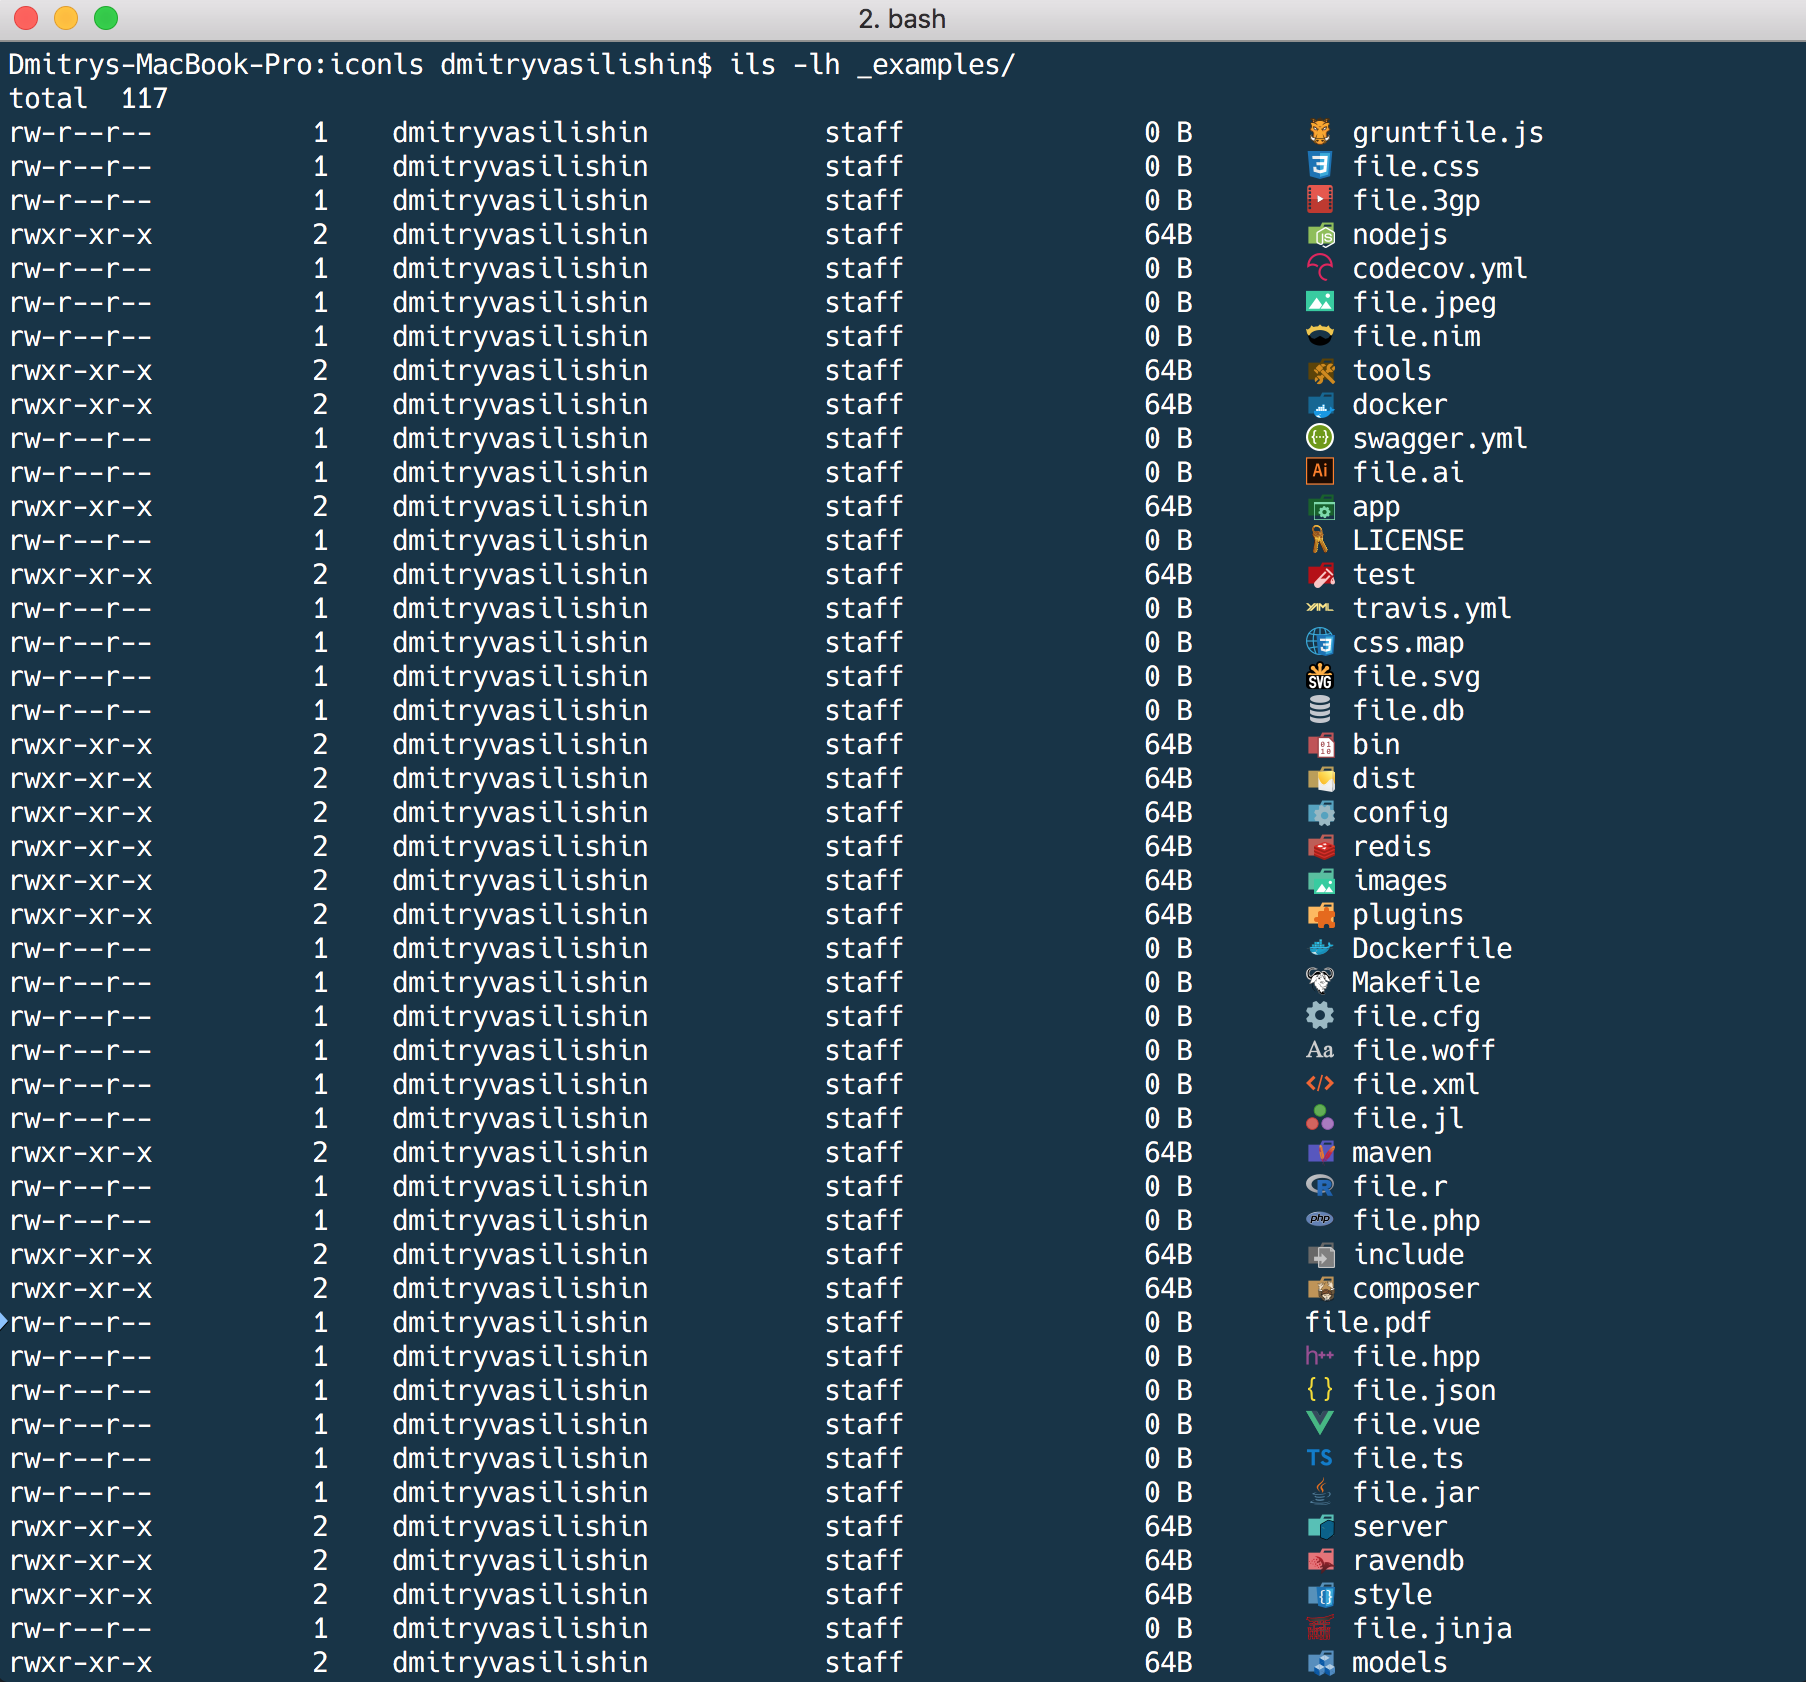 2. bash
Dmitrys-MacBook-Pro:iconls dmitryvasilishin$ ils -lh _examples/
total  117
rw-r--r-- 1 dmitryvasilishin staff 0 B gruntfile.js
rw-r--r-- 1 dmitryvasilishin staff 0 B file.css
rw-r--r-- 1 dmitryvasilishin staff 0 B file.3gp
rwxr-xr-x 2 dmitryvasilishin staff 64B nodejs
rw-r--r-- 1 dmitryvasilishin staff 0 B codecov.yml
rw-r--r-- 1 dmitryvasilishin staff 0 B file.jpeg
rw-r--r-- 1 dmitryvasilishin staff 0 B file.nim
rwxr-xr-x 2 dmitryvasilishin staff 64B tools
rwxr-xr-x 2 dmitryvasilishin staff 64B docker
rw-r--r-- 1 dmitryvasilishin staff 0 B swagger.yml
rw-r--r-- 1 dmitryvasilishin staff 0 B Ai file.ai
rwxr-xr-x 2 dmitryvasilishin staff 64B app
rw-r--r-- 1 dmitryvasilishin staff 0 B LICENSE
rwxr-xr-x 2 dmitryvasilishin staff 64B test
rw-r--r-- 1 dmitryvasilishin staff 0 B YAML travis.yml
rw-r--r-- 1 dmitryvasilishin staff 0 B css.map
rw-r--r-- 1 dmitryvasilishin staff 0 B SVG file.svg
rw-r--r-- 1 dmitryvasilishin staff 0 B file.db
rwxr-xr-x 2 dmitryvasilishin staff 64B bin
rwxr-xr-x 2 dmitryvasilishin staff 64B dist
rwxr-xr-x 2 dmitryvasilishin staff 64B config
rwxr-xr-x 2 dmitryvasilishin staff 64B redis
rwxr-xr-x 2 dmitryvasilishin staff 64B images
rwxr-xr-x 2 dmitryvasilishin staff 64B plugins
rw-r--r-- 1 dmitryvasilishin staff 0 B Dockerfile
rw-r--r-- 1 dmitryvasilishin staff 0 B Makefile
rw-r--r-- 1 dmitryvasilishin staff 0 B file.cfg
rw-r--r-- 1 dmitryvasilishin staff 0 B Aa file.woff
rw-r--r-- 1 dmitryvasilishin staff 0 B </> file.xml
rw-r--r-- 1 dmitryvasilishin staff 0 B file.jl
rwxr-xr-x 2 dmitryvasilishin staff 64B maven
rw-r--r-- 1 dmitryvasilishin staff 0 B R file.r
rw-r--r-- 1 dmitryvasilishin staff 0 B php file.php
rwxr-xr-x 2 dmitryvasilishin staff 64B include
rwxr-xr-x 2 dmitryvasilishin staff 64B composer
rw-r--r-- 1 dmitryvasilishin staff 0 B file.pdf
rw-r--r-- 1 dmitryvasilishin staff 0 B h++ file.hpp
rw-r--r-- 1 dmitryvasilishin staff 0 B {} file.json
rw-r--r-- 1 dmitryvasilishin staff 0 B file.vue
rw-r--r-- 1 dmitryvasilishin staff 0 B TS file.ts
rw-r--r-- 1 dmitryvasilishin staff 0 B file.jar
rwxr-xr-x 2 dmitryvasilishin staff 64B server
rwxr-xr-x 2 dmitryvasilishin staff 64B ravendb
rwxr-xr-x 2 dmitryvasilishin staff 64B style
rw-r--r-- 1 dmitryvasilishin staff 0 B file.jinja
rwxr-xr-x 2 dmitryvasilishin staff 64B models